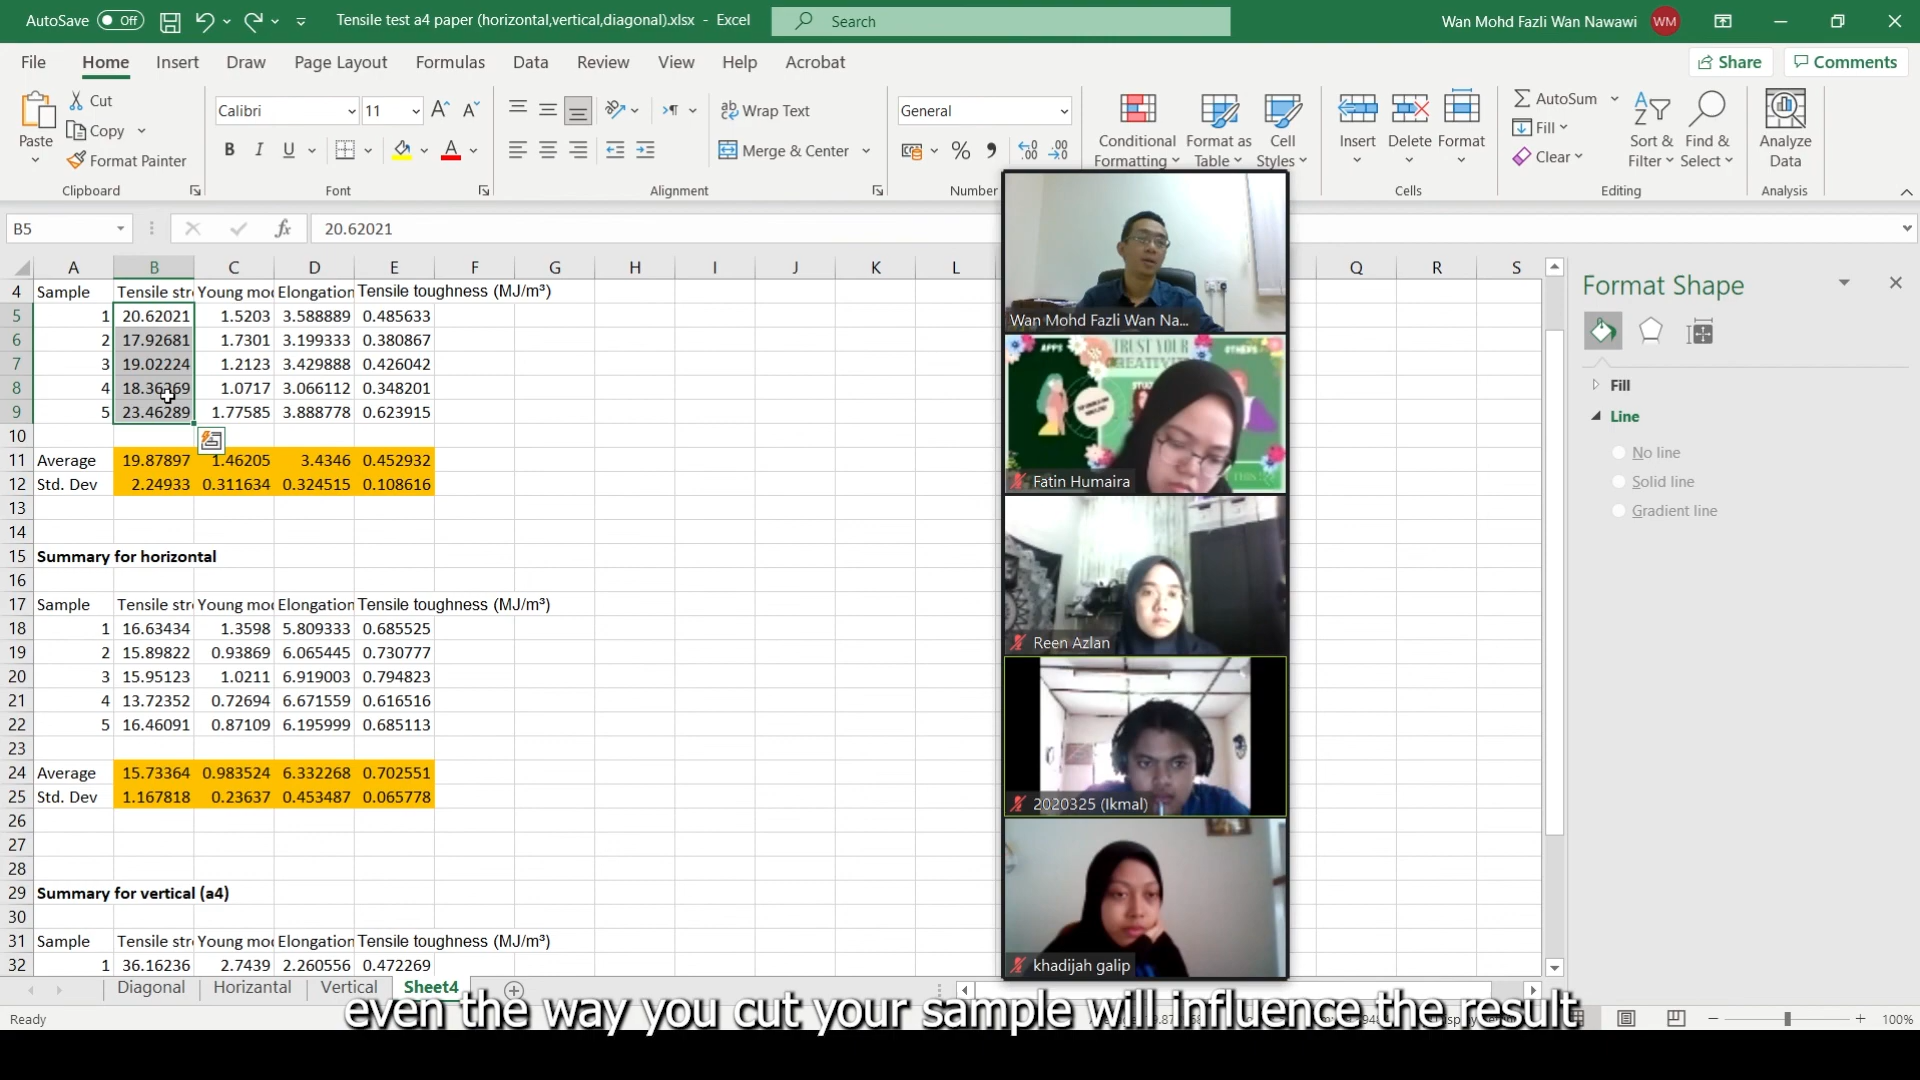 AutoSave Off Tensile test a4 paper (horizontal,vertical,diagonal).xlsx - Excel Search Wan Mohd Fazli Wan Nawawi WM
File Home Insert Draw Page Layout Formulas Data Review View Help Acrobat Share Comments
Paste
Cut
Copy
Format Painter
Clipboard
Calibri 11
B I U
Font
Wrap Text
Merge & Center
Alignment
General
Number
Conditional Formatting
Format as Table
Cell Styles
Insert Delete Format
Cells
AutoSum
Fill
Clear
Sort & Filter
Find & Select
Editing
Analyze Data
Analysis
B5 fx 20.62021
A B C D E F G H I J K L Q R S
4 Sample Tensile stre Young mod Elongation Tensile toughness (MJ/m³)
5 1 20.62021 1.5203 3.588889 0.485633
6 2 17.92681 1.7301 3.199333 0.380867
7 3 19.02224 1.2123 3.429888 0.426042
8 4 18.36269 1.0717 3.066112 0.348201
9 5 23.46289 1.77585 3.888778 0.623915
10
11 Average 19.87897 1.46205 3.4346 0.452932
12 Std. Dev 2.24933 0.311634 0.324515 0.108616
13
14
15 Summary for horizontal
16
17 Sample Tensile stre Young mod Elongation Tensile toughness (MJ/m³)
18 1 16.63434 1.3598 5.809333 0.685525
19 2 15.89822 0.93869 6.065445 0.730777
20 3 15.95123 1.0211 6.919003 0.794823
21 4 13.72352 0.72694 6.671559 0.616516
22 5 16.46091 0.87109 6.195999 0.685113
23
24 Average 15.73364 0.983524 6.332268 0.702551
25 Std. Dev 1.167818 0.23637 0.453487 0.065778
26
27
28
29 Summary for vertical (a4)
30
31 Sample Tensile stre Young mod Elongation Tensile toughness (MJ/m³)
32 1 36.16236 2.7439 2.260556 0.472269
Wan Mohd Fazli Wan Na...
APPS TRUST YOUR CREATIVITY OTHERS
Fatin Humaira
Reen Azlan
2020325 (Ikmal)
khadijah galip
Format Shape
Fill
Line
No line
Solid line
Gradient line
Diagonal Horizantal Vertical Sheet4
even the way you cut your sample will influence the result
Ready
100%